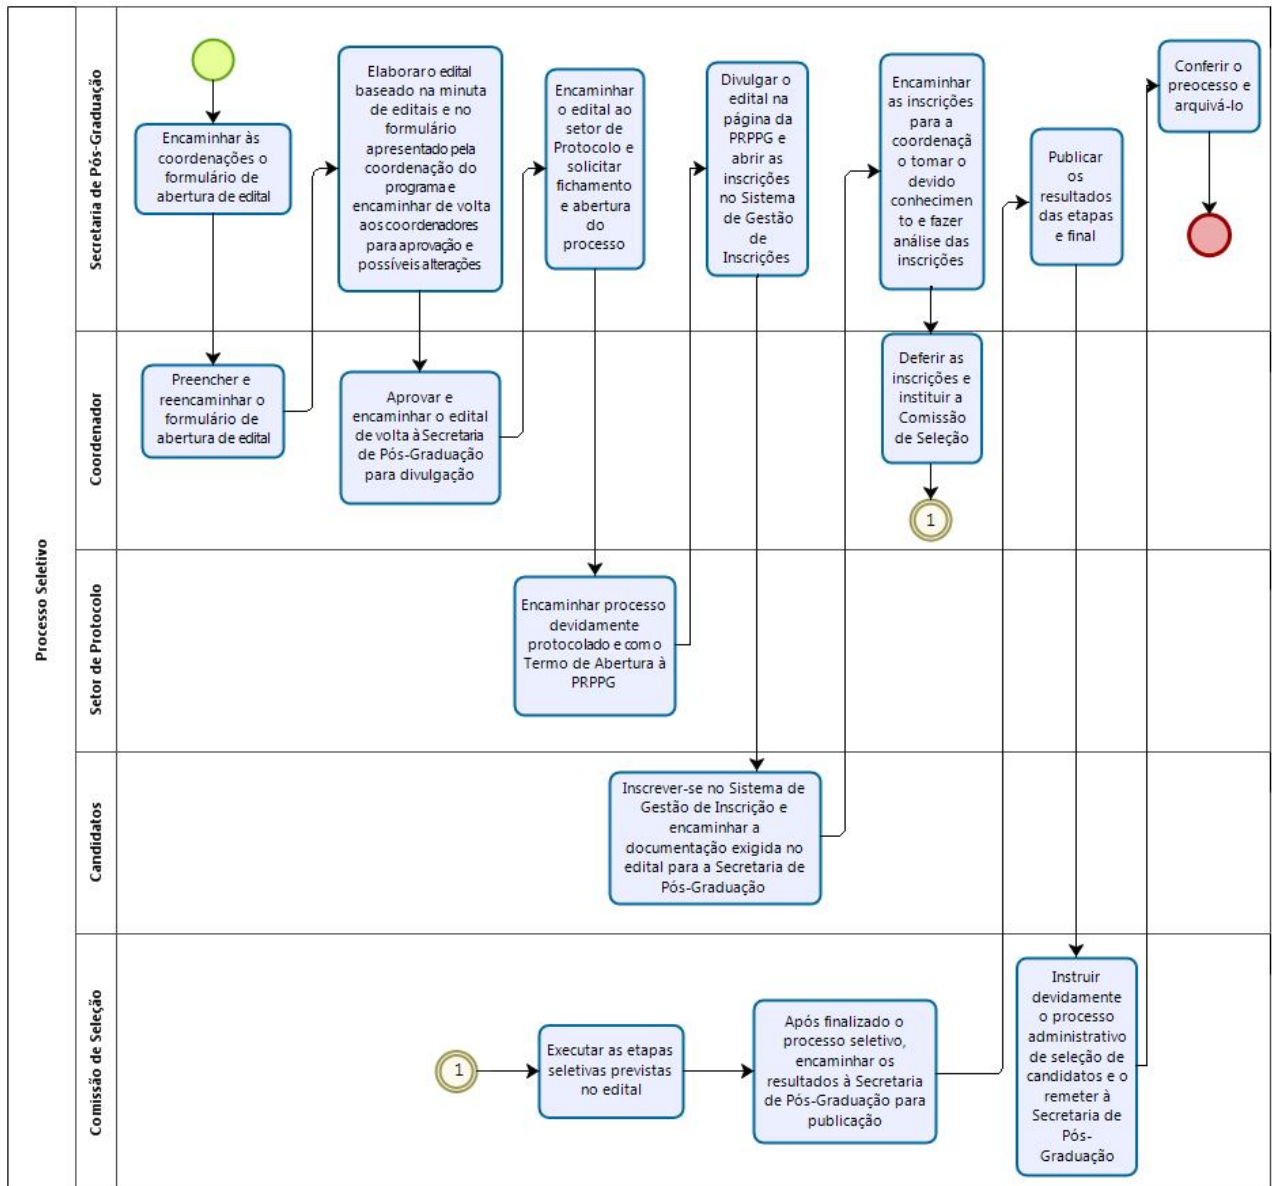 Processo Seletivo
Secretaria de Pós-Graduação
Encaminhar às
coordenações o
formulário de
abertura de edital
Elaboraro edital
baseado na minuta
de editais e no
formulário
apresentado pela
coordenação do
programa e
encaminhar de volta
aos coordenadores
para aprovação e
possíveis alterações
Encaminhar
o edital ao
setor de
Protocolo e
solicitar
fichamento
e abertura
do
processo
Divulgar o
edital na
página da
PRPPG e
abrir as
inscrições
no Sistema
de Gestão
de
Inscrições
Encaminhar
as inscrições
para a
coordenaçã
o tomar o
devido
conhecimen
to e fazer
análise das
inscrições
Publicar
os
resultados
das etapas
e final
Conferir o
preocesso e
arquivá-lo
Coordenador
Preencher e
reencaminhar o
formulário de
abertura de edital
Aprovar e
encaminhar o edital
de volta à Secretaria
de Pós-Graduação
para divulgação
Deferir as
inscrições e
instituir a
Comissão
de Seleção
1
Setor de Protocolo
Encaminhar processo
devidamente
protocolado e com o
Termo de Abertura à
PRPPG
Candidatos
Inscrever-se no Sistema de
Gestão de Inscrição e
encaminhar a
documentação exigida no
edital para a Secretaria de
Pós-Graduação
Comissão de Seleção
1
Executar as etapas
seletivas previstas
no edital
Após finalizado o
processo seletivo,
encaminhar os
resultados à Secretaria
de Pós-Graduação para
publicação
Instruir
devidamente
o processo
administrativo
de seleção de
candidatos e o
remeter à
Secretaria de
Pós-
Graduação